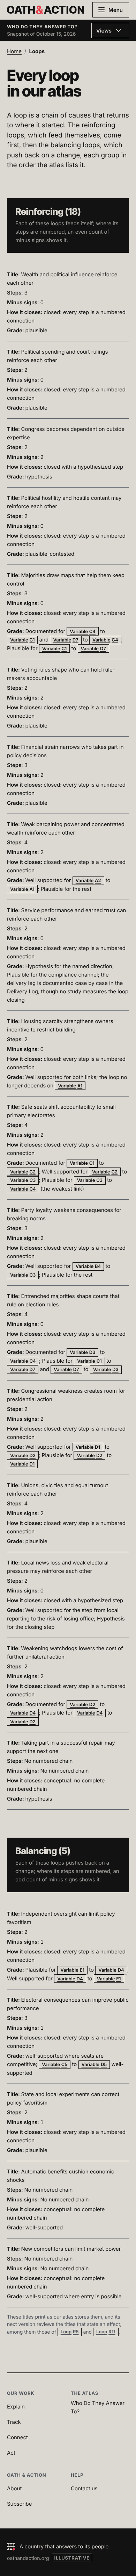 OATH&ACTION
Menu
WHO DO THEY ANSWER TO?
Snapshot of October 15, 2026
Views
Home / Loops
Every loop
in our atlas
A loop is a chain of causes that returns
to where it started. The reinforcing
loops, which feed themselves, come
first, then the balancing loops, which
push back on a change, each group in
the order the atlas lists it.
Reinforcing (18)
Each of these loops feeds itself; where its
steps are numbered, an even count of
minus signs shows it.
Title: Wealth and political influence reinforce
each other
Steps: 3
Minus signs: 0
How it closes: closed: every step is a numbered
connection
Grade: plausible
Title: Political spending and court rulings
reinforce each other
Steps: 2
Minus signs: 0
How it closes: closed: every step is a numbered
connection
Grade: plausible
Title: Congress becomes dependent on outside
expertise
Steps: 2
Minus signs: 2
How it closes: closed with a hypothesized step
Grade: hypothesis
Title: Political hostility and hostile content may
reinforce each other
Steps: 2
Minus signs: 0
How it closes: closed: every step is a numbered
connection
Grade: plausible_contested
Title: Majorities draw maps that help them keep
control
Steps: 3
Minus signs: 0
How it closes: closed: every step is a numbered
connection
Grade: Documented for Variable C4 to
Variable C1 and Variable D7 to Variable C4;
Plausible for Variable C1 to Variable D7
Title: Voting rules shape who can hold rule-
makers accountable
Steps: 2
Minus signs: 2
How it closes: closed: every step is a numbered
connection
Grade: plausible
Title: Financial strain narrows who takes part in
policy decisions
Steps: 3
Minus signs: 2
How it closes: closed: every step is a numbered
connection
Grade: plausible
Title: Weak bargaining power and concentrated
wealth reinforce each other
Steps: 4
Minus signs: 2
How it closes: closed: every step is a numbered
connection
Grade: Well supported for Variable A2 to
Variable A1; Plausible for the rest
Title: Service performance and earned trust can
reinforce each other
Steps: 2
Minus signs: 0
How it closes: closed: every step is a numbered
connection
Grade: Hypothesis for the named direction;
Plausible for the compliance channel; the
delivery leg is documented case by case in the
Delivery Log, though no study measures the loop
closing
Title: Housing scarcity strengthens owners'
incentive to restrict building
Steps: 2
Minus signs: 0
How it closes: closed: every step is a numbered
connection
Grade: Well supported for both links; the loop no
longer depends on Variable A1
Title: Safe seats shift accountability to small
primary electorates
Steps: 4
Minus signs: 2
How it closes: closed: every step is a numbered
connection
Grade: Documented for Variable C1 to
Variable C2; Well supported for Variable C2 to
Variable C3; Plausible for Variable C3 to
Variable C4 (the weakest link)
Title: Party loyalty weakens consequences for
breaking norms
Steps: 3
Minus signs: 2
How it closes: closed: every step is a numbered
connection
Grade: Well supported for Variable B4 to
Variable C3; Plausible for the rest
Title: Entrenched majorities shape courts that
rule on election rules
Steps: 4
Minus signs: 0
How it closes: closed: every step is a numbered
connection
Grade: Documented for Variable D3 to
Variable C4; Plausible for Variable C1 to
Variable D7 and Variable D7 to Variable D3
Title: Congressional weakness creates room for
presidential action
Steps: 2
Minus signs: 2
How it closes: closed: every step is a numbered
connection
Grade: Well supported for Variable D1 to
Variable D2; Plausible for Variable D2 to
Variable D1
Title: Unions, civic ties and equal turnout
reinforce each other
Steps: 4
Minus signs: 2
How it closes: closed: every step is a numbered
connection
Grade: plausible
Title: Local news loss and weak electoral
pressure may reinforce each other
Steps: 2
Minus signs: 0
How it closes: closed with a hypothesized step
Grade: Well supported for the step from local
reporting to the risk of losing office; Hypothesis
for the closing step
Title: Weakening watchdogs lowers the cost of
further unilateral action
Steps: 2
Minus signs: 2
How it closes: closed: every step is a numbered
connection
Grade: Documented for Variable D2 to
Variable D4; Plausible for Variable D4 to
Variable D2
Title: Taking part in a successful repair may
support the next one
Steps: No numbered chain
Minus signs: No numbered chain
How it closes: conceptual: no complete
numbered chain
Grade: hypothesis
Balancing (5)
Each of these loops pushes back on a
change; where its steps are numbered, an
odd count of minus signs shows it.
Title: Independent oversight can limit policy
favoritism
Steps: 2
Minus signs: 1
How it closes: closed: every step is a numbered
connection
Grade: Plausible for Variable E1 to Variable D4;
Well supported for Variable D4 to Variable E1
Title: Electoral consequences can improve public
performance
Steps: 3
Minus signs: 1
How it closes: closed: every step is a numbered
connection
Grade: well-supported where seats are
competitive; Variable C5 to Variable D5 well-
supported
Title: State and local experiments can correct
policy favoritism
Steps: 2
Minus signs: 1
How it closes: closed: every step is a numbered
connection
Grade: plausible
Title: Automatic benefits cushion economic
shocks
Steps: No numbered chain
Minus signs: No numbered chain
How it closes: conceptual: no complete
numbered chain
Grade: well-supported
Title: New competitors can limit market power
Steps: No numbered chain
Minus signs: No numbered chain
How it closes: conceptual: no complete
numbered chain
Grade: well-supported where entry is possible
These titles print as our atlas stores them, and its
next version reviews the titles that state an effect,
among them those of Loop R5 and Loop R11.
OUR WORK
Explain
Track
Connect
Act
THE ATLAS
Who Do They Answer
To?
OATH & ACTION
About
Subscribe
HELP
Contact us
A country that answers to its people.
oathandaction.org ILLUSTRATIVE